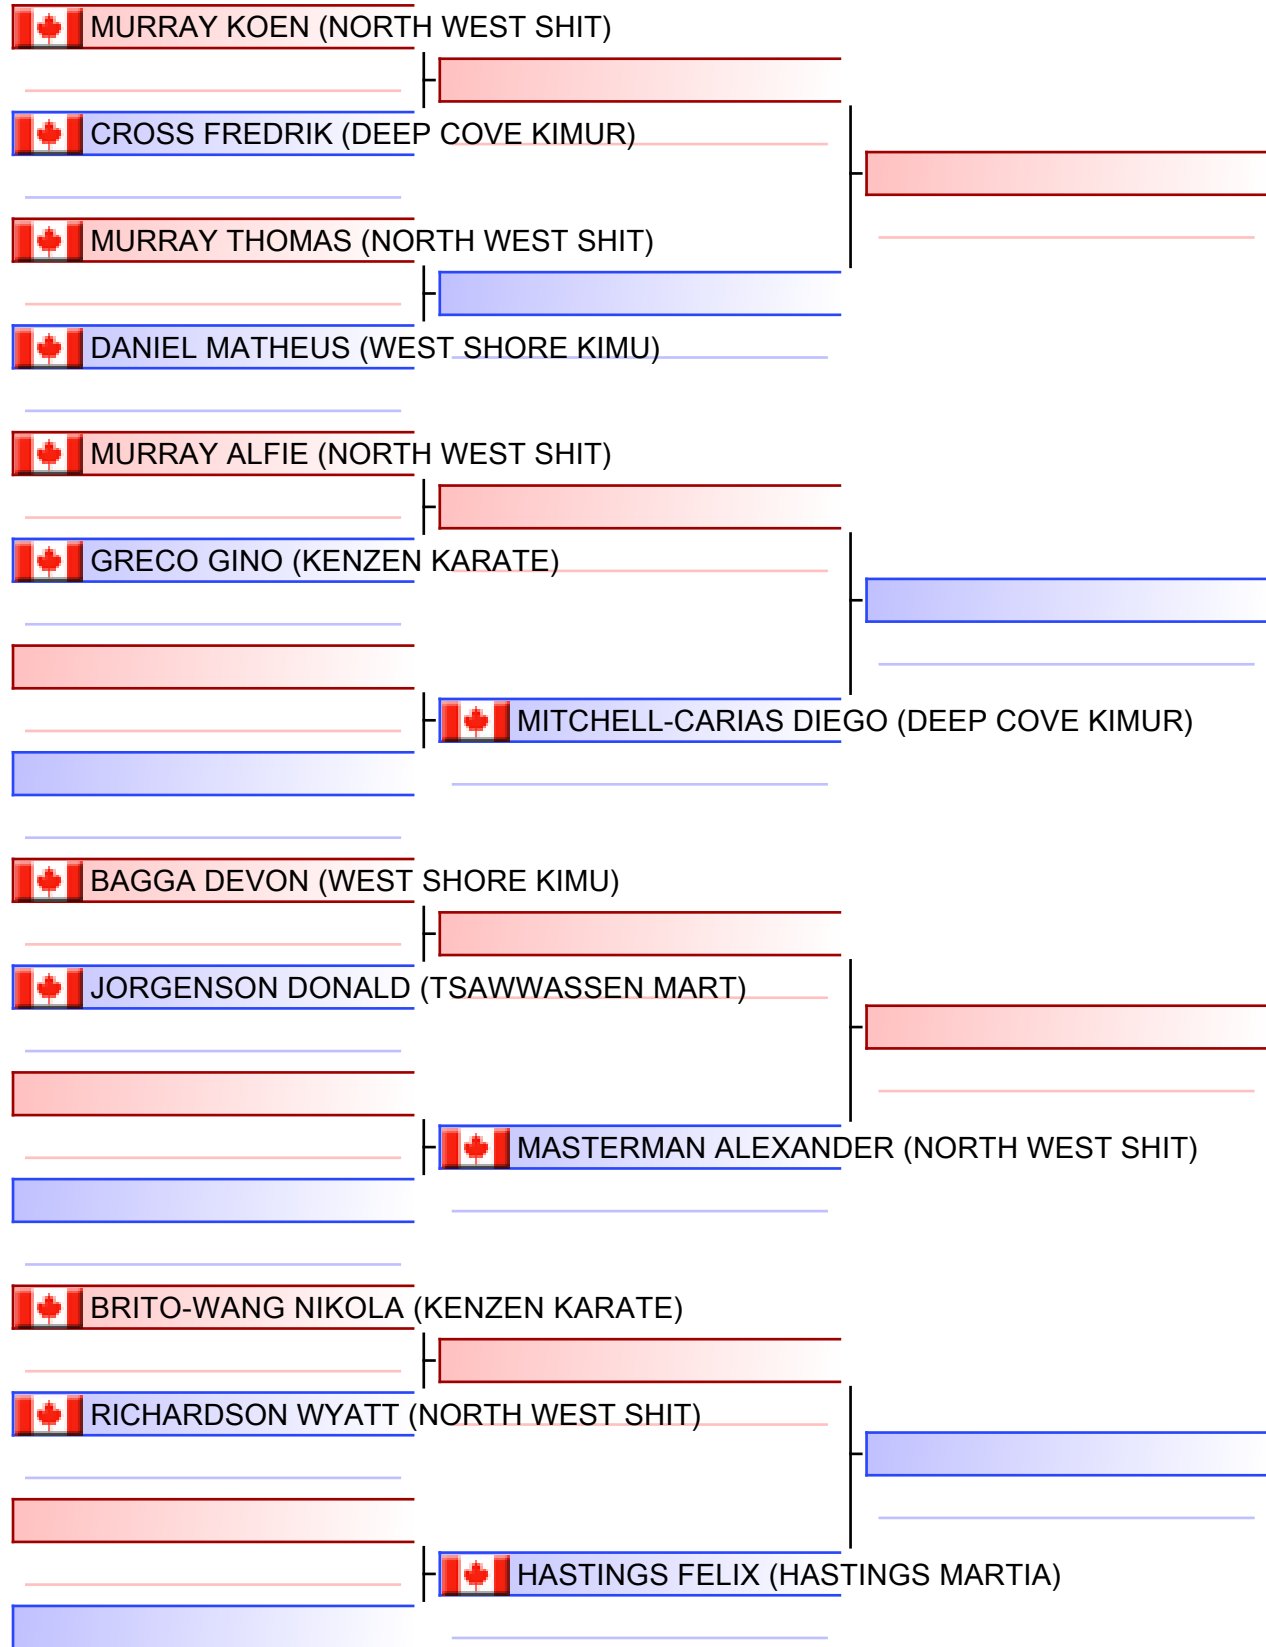 MURRAY KOEN (NORTH WEST SHIT)
CROSS FREDRIK (DEEP COVE KIMUR)
MURRAY THOMAS (NORTH WEST SHIT)
DANIEL MATHEUS (WEST SHORE KIMU)
MURRAY ALFIE (NORTH WEST SHIT)
GRECO GINO (KENZEN KARATE)
MITCHELL-CARIAS DIEGO (DEEP COVE KIMUR)
BAGGA DEVON (WEST SHORE KIMU)
JORGENSON DONALD (TSAWWASSEN MART)
MASTERMAN ALEXANDER (NORTH WEST SHIT)
BRITO-WANG NIKOLA (KENZEN KARATE)
RICHARDSON WYATT (NORTH WEST SHIT)
HASTINGS FELIX (HASTINGS MARTIA)